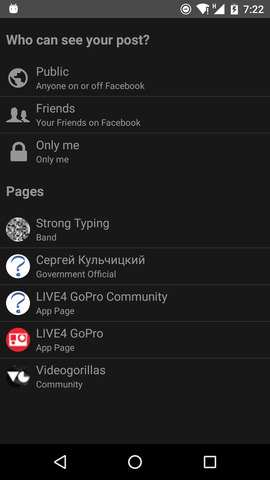 H 7:22
Who can see your post?
Public
Anyone on or off Facebook
Friends
Your Friends on Facebook
Only me
Only me
Pages
Strong Typing
Band
Сергей Кульчицкий
Government Official
LIVE4 GoPro Community
App Page
LIVE4 GoPro
App Page
Videogorillas
Community